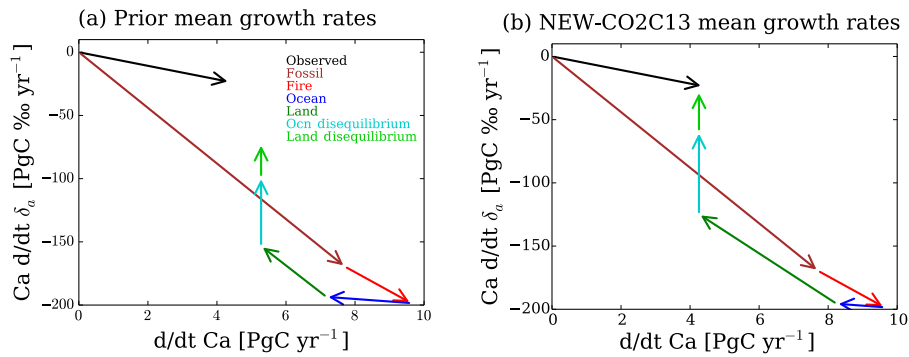 (a) Prior mean growth rates
Ca d/dt δₐ [PgC ‰ yr⁻¹]
0
−50
−100
−150
−200
Observed
Fossil
Fire
Ocean
Land
Ocn disequilibrium
Land disequilibrium
0 2 4 6 8 10
d/dt Ca [PgC yr⁻¹]
(b) NEW-CO2C13 mean growth rates
Ca d/dt δₐ [PgC ‰ yr⁻¹]
0
−50
−100
−150
−200
0 2 4 6 8 10
d/dt Ca [PgC yr⁻¹]